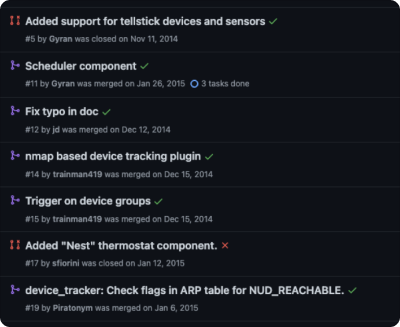 Added support for tellstick devices and sensors
#5 by Gyran was closed on Nov 11, 2014
Scheduler component
#11 by Gyran was merged on Jan 26, 2015 3 tasks done
Fix typo in doc
#12 by jd was merged on Dec 12, 2014
nmap based device tracking plugin
#14 by trainman419 was merged on Dec 15, 2014
Trigger on device groups
#15 by trainman419 was merged on Dec 15, 2014
Added "Nest" thermostat component.
#17 by sfiorini was closed on Jan 12, 2015
device_tracker: Check flags in ARP table for NUD_REACHABLE.
#19 by Piratonym was merged on Jan 6, 2015